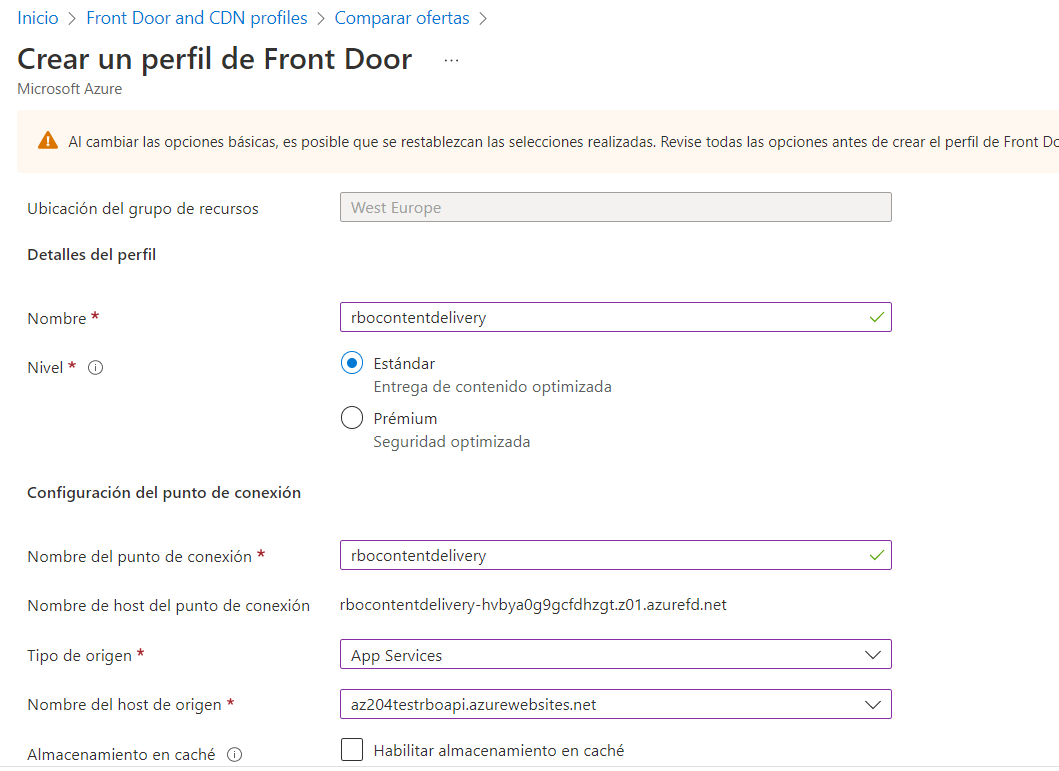 Inicio > Front Door and CDN profiles > Comparar ofertas >
Crear un perfil de Front Door ...
Microsoft Azure
Al cambiar las opciones básicas, es posible que se restablezcan las selecciones realizadas. Revise todas las opciones antes de crear el perfil de Front Do
Ubicación del grupo de recursos West Europe
Detalles del perfil
Nombre * rbocontentdelivery
Nivel * Estándar
Entrega de contenido optimizada
Prémium
Seguridad optimizada
Configuración del punto de conexión
Nombre del punto de conexión * rbocontentdelivery
Nombre de host del punto de conexión rbocontentdelivery-hvbya0g9gcfdhzgt.z01.azurefd.net
Tipo de origen * App Services
Nombre del host de origen * az204testrboapi.azurewebsites.net
Almacenamiento en caché Habilitar almacenamiento en caché